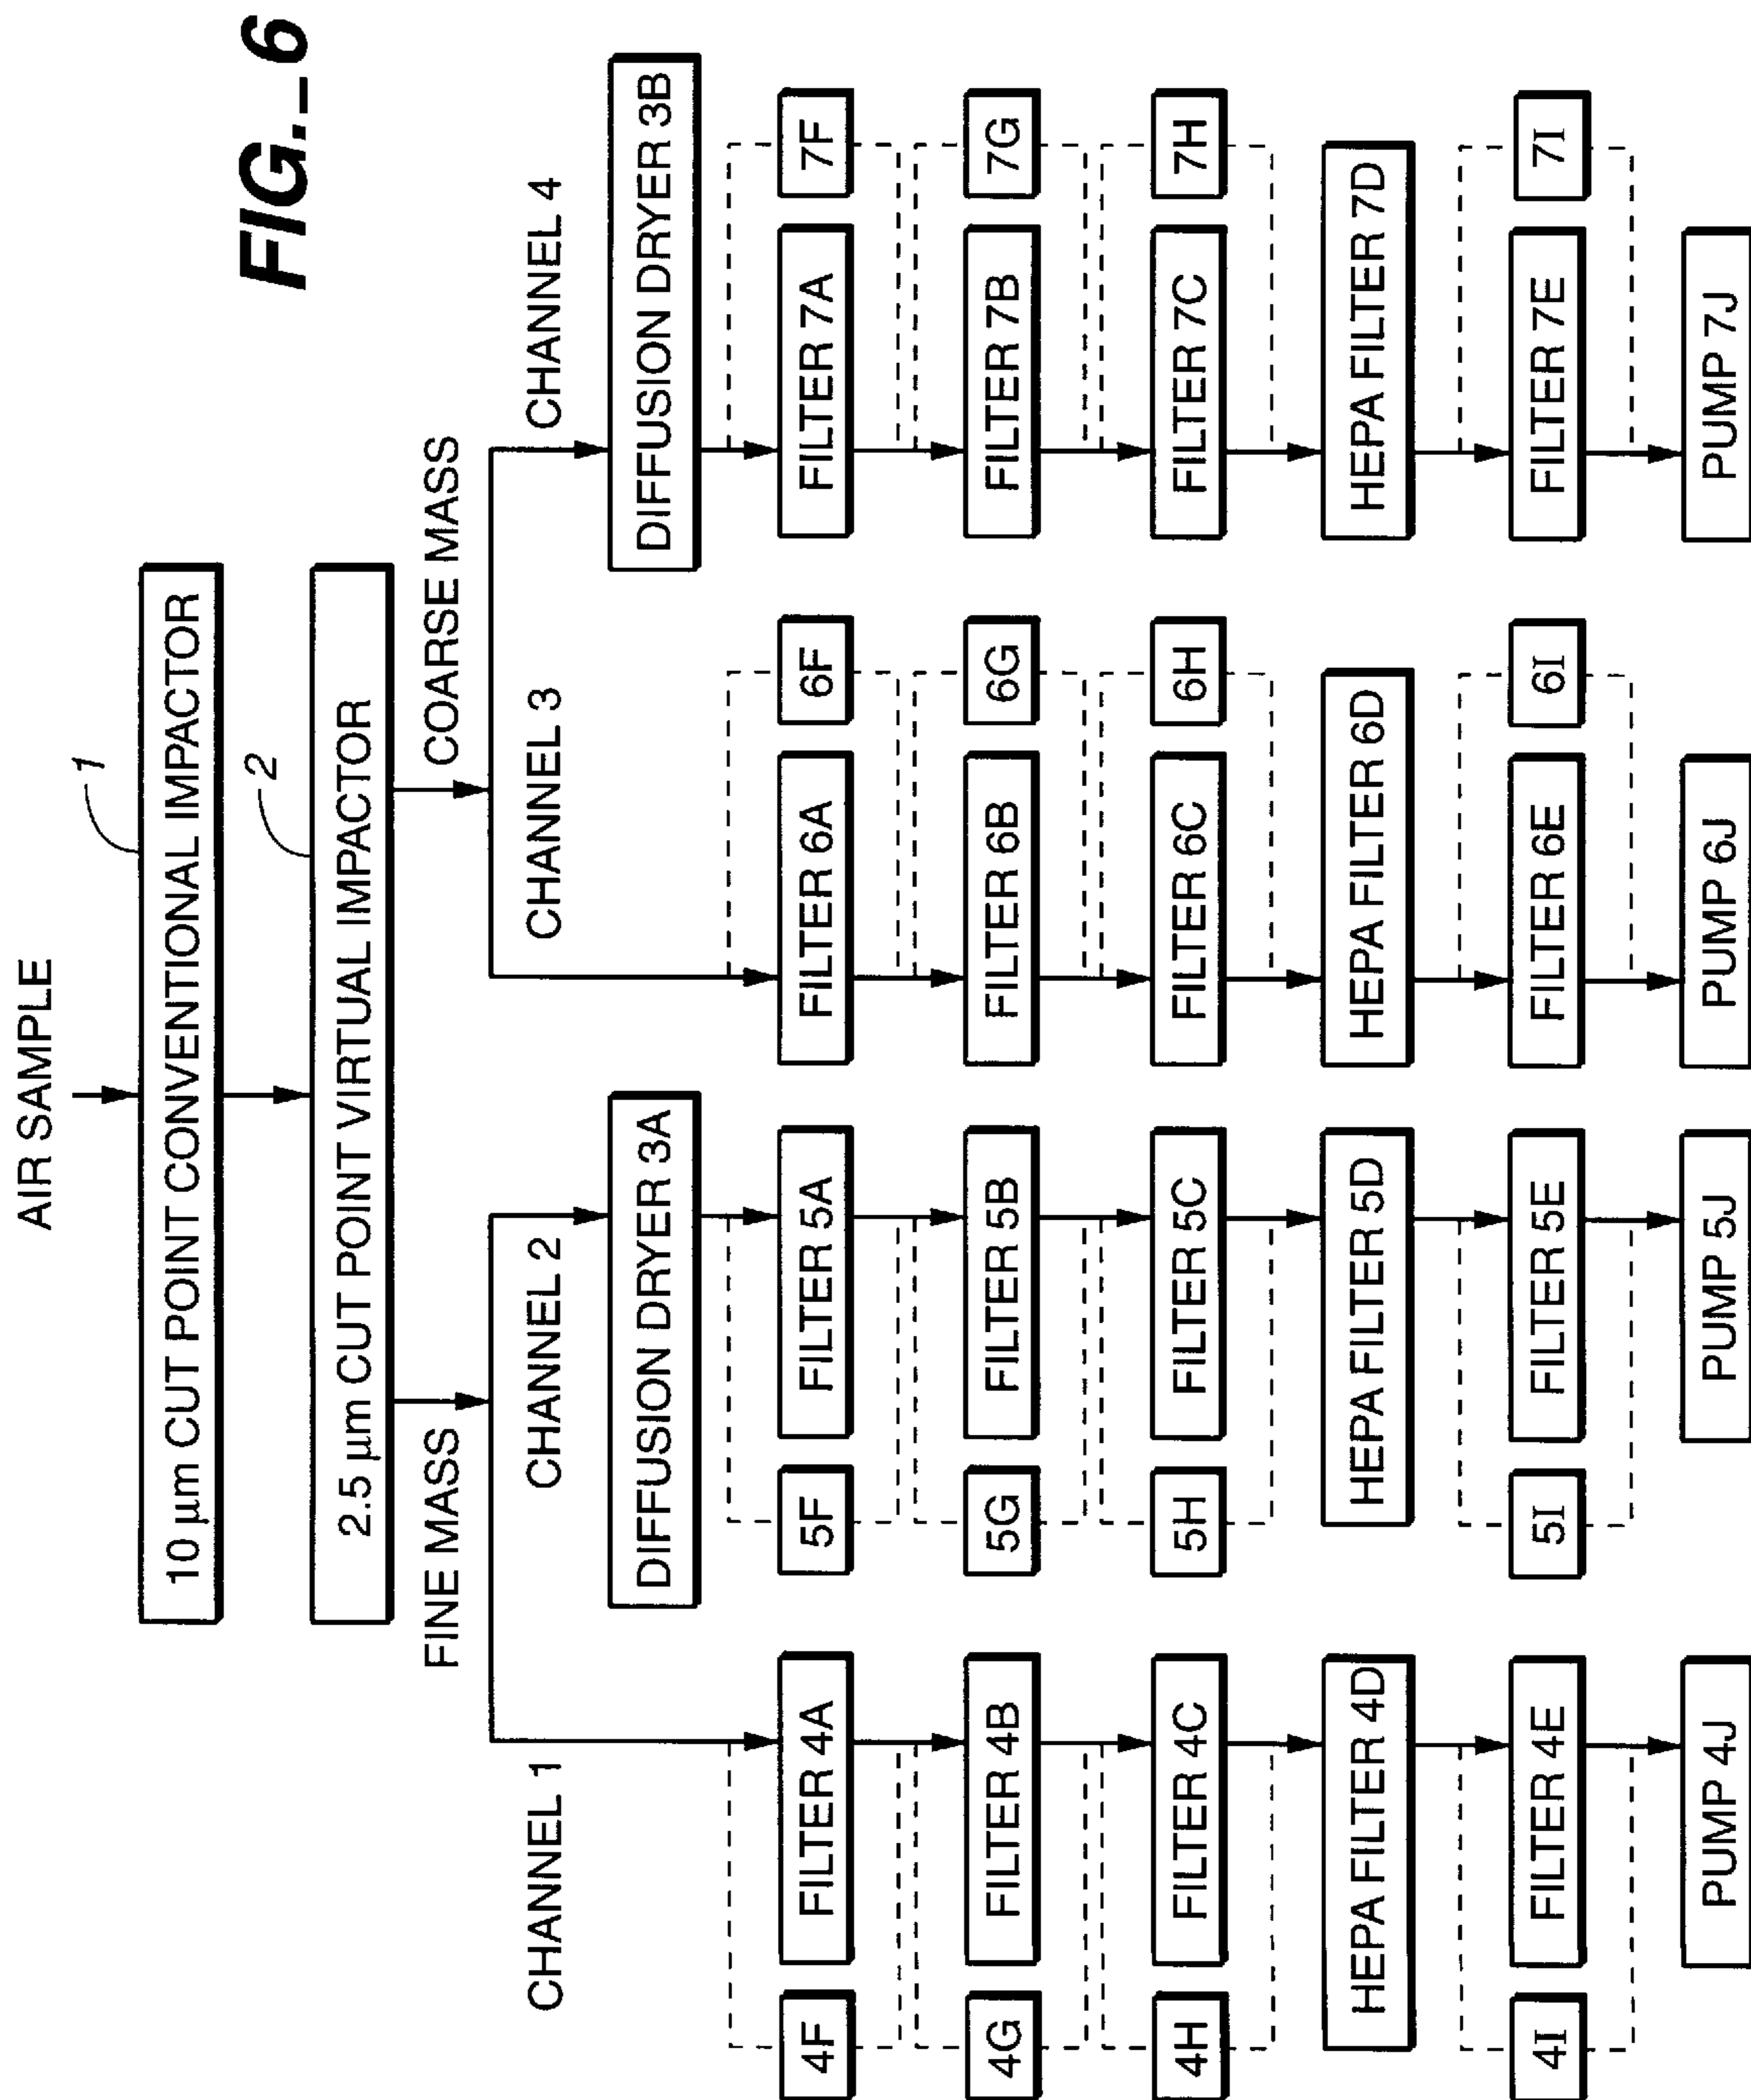 FIG._6
AIR SAMPLE
1
10 µm CUT POINT CONVENTIONAL IMPACTOR
2
2.5 µm CUT POINT VIRTUAL IMPACTOR
FINE MASS
COARSE MASS
CHANNEL 1
CHANNEL 2
CHANNEL 3
CHANNEL 4
DIFFUSION DRYER 3A
DIFFUSION DRYER 3B
4F
FILTER 4A
5F
FILTER 5A
FILTER 6A
6F
FILTER 7A
7F
4G
FILTER 4B
5G
FILTER 5B
FILTER 6B
6G
FILTER 7B
7G
4H
FILTER 4C
5H
FILTER 5C
FILTER 6C
6H
FILTER 7C
7H
HEPA FILTER 4D
HEPA FILTER 5D
HEPA FILTER 6D
HEPA FILTER 7D
4I
FILTER 4E
5I
FILTER 5E
FILTER 6E
6I
FILTER 7E
7I
PUMP 4J
PUMP 5J
PUMP 6J
PUMP 7J